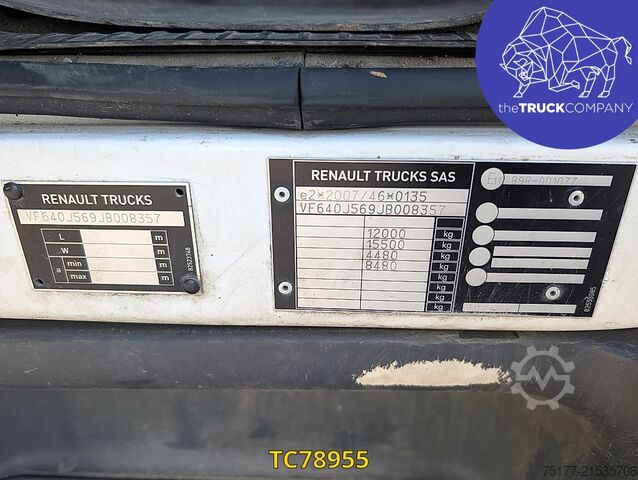 theTRUCKCOMPANY
RENAULT TRUCKS
VF640J569JB008357
L m
W m
a min m
max m
82522748
RENAULT TRUCKS SAS
e2*2007/46*0135
VF640J569JB008357
12000 kg
15500 kg
4480 kg
8480 kg
kg
kg
kg
TC78955
75177-21535708